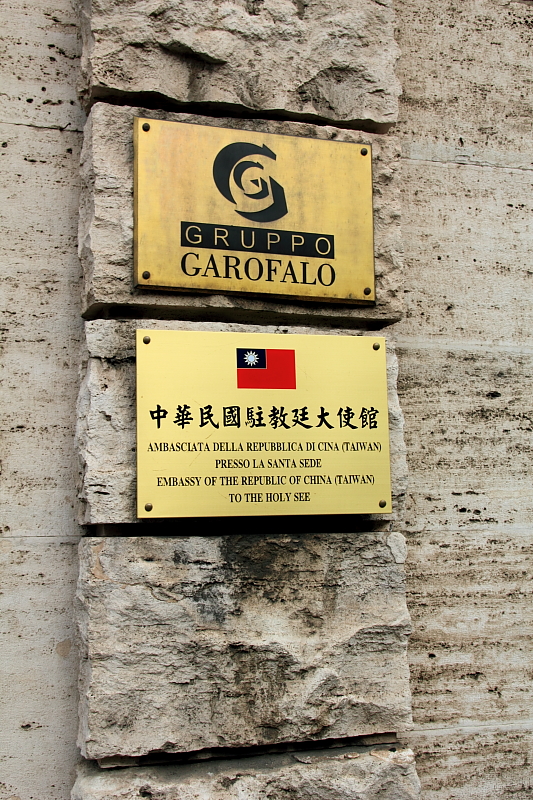 GRUPPO
GAROFALO
中華民國駐教廷大使館
AMBASCIATA DELLA REPUBBLICA DI CINA (TAIWAN)
PRESSO LA SANTA SEDE
EMBASSY OF THE REPUBLIC OF CHINA (TAIWAN)
TO THE HOLY SEE